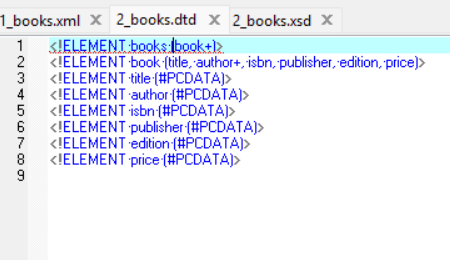 1_books.xml 2_books.dtd 2_books.xsd
1 <!ELEMENT books (book+)>
2 <!ELEMENT book (title, author+, isbn, publisher, edition, price)>
3 <!ELEMENT title (#PCDATA)>
4 <!ELEMENT author (#PCDATA)>
5 <!ELEMENT isbn (#PCDATA)>
6 <!ELEMENT publisher (#PCDATA)>
7 <!ELEMENT edition (#PCDATA)>
8 <!ELEMENT price (#PCDATA)>
9